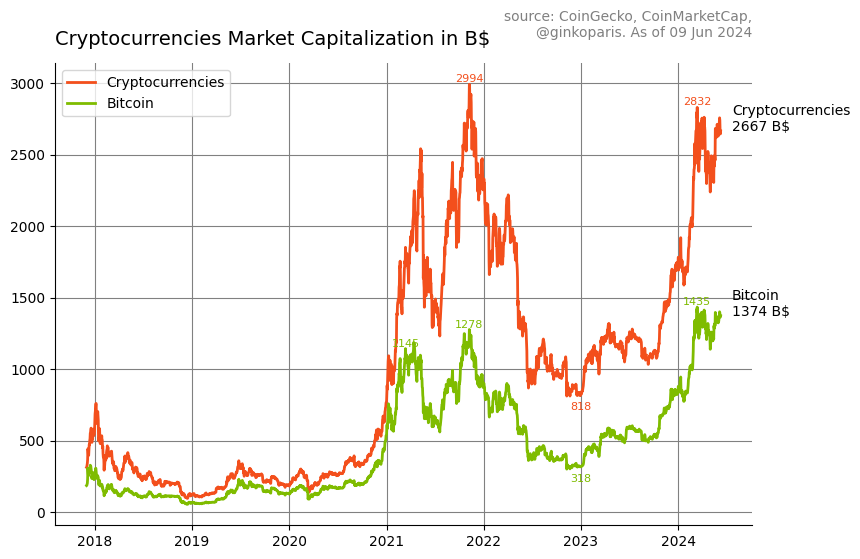 source: CoinGecko, CoinMarketCap,
@ginkoparis. As of 09 Jun 2024
Cryptocurrencies Market Capitalization in B$
Cryptocurrencies
Bitcoin
3000
2500
2000
1500
1000
500
0
2994
2832
Cryptocurrencies
2667 B$
Bitcoin
1374 B$
1435
1278
1145
818
318
2018 2019 2020 2021 2022 2023 2024